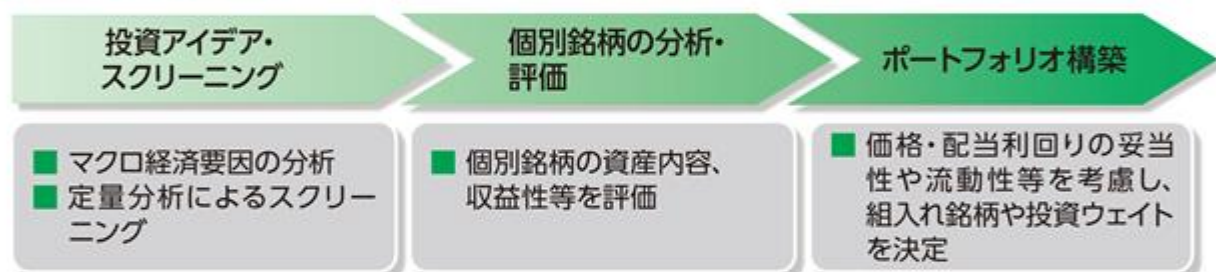 投資アイデア・
スクリーニング
個別銘柄の分析・
評価
ポートフォリオ構築
■ マクロ経済要因の分析
■ 定量分析によるスクリー
ニング
■ 個別銘柄の資産内容、
収益性等を評価
■ 価格・配当利回りの妥当
性や流動性等を考慮し、
組入れ銘柄や投資ウェイト
を決定